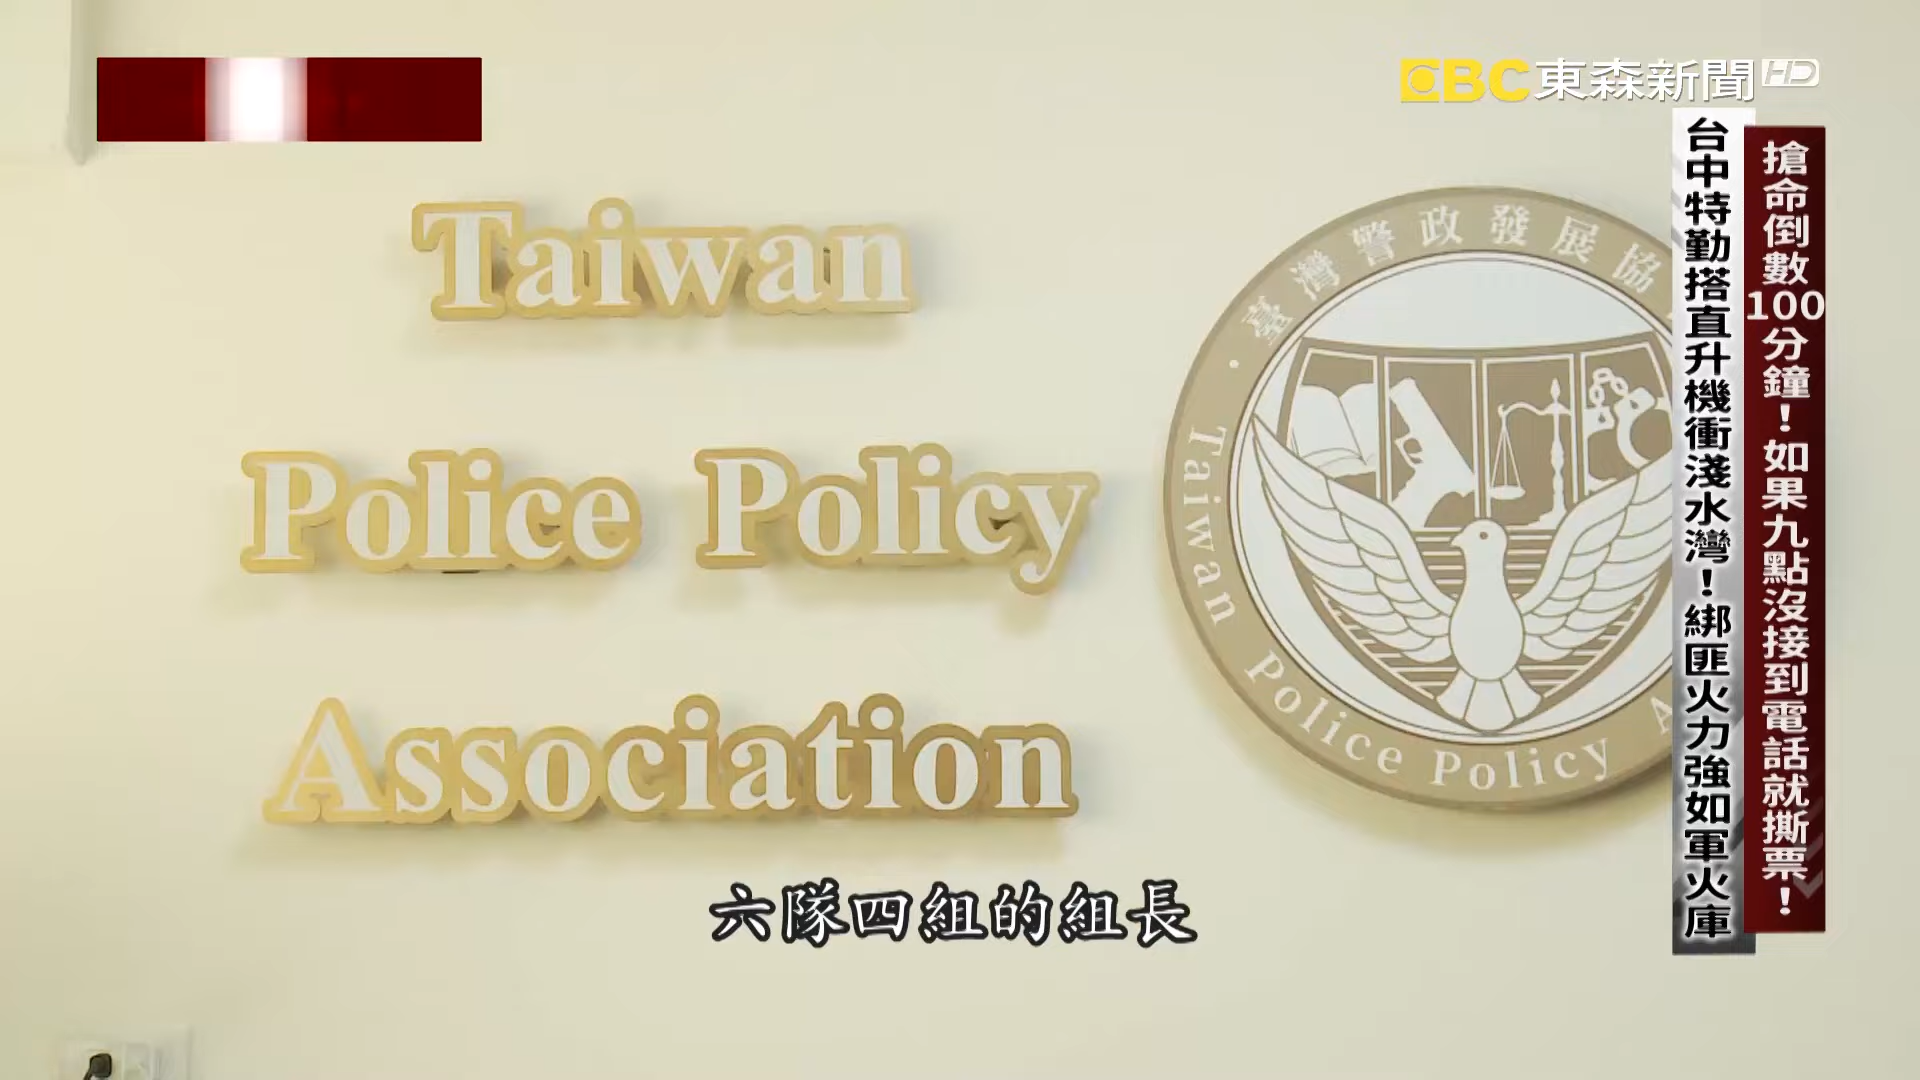 EBC東森新聞HD
搶命倒數100分鐘！如果九點沒接到電話就撕票！
台中特勤搭直升機衝淺水灣！綁匪火力強如軍火庫
Taiwan
Police Policy
Association
臺灣警政發展協
Taiwan Police Policy A
六隊四組的組長